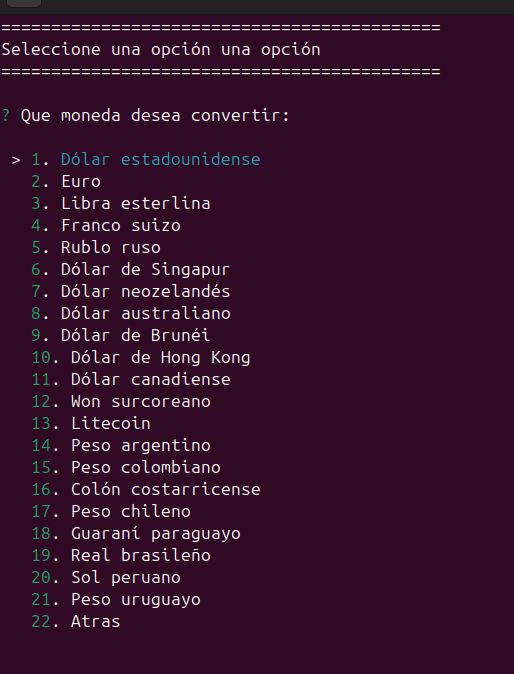 ============================================
Seleccione una opción una opción
============================================
? Que moneda desea convertir:
> 1. Dólar estadounidense
2. Euro
3. Libra esterlina
4. Franco suizo
5. Rublo ruso
6. Dólar de Singapur
7. Dólar neozelandés
8. Dólar australiano
9. Dólar de Brunéi
10. Dólar de Hong Kong
11. Dólar canadiense
12. Won surcoreano
13. Litecoin
14. Peso argentino
15. Peso colombiano
16. Colón costarricense
17. Peso chileno
18. Guaraní paraguayo
19. Real brasileño
20. Sol peruano
21. Peso uruguayo
22. Atras